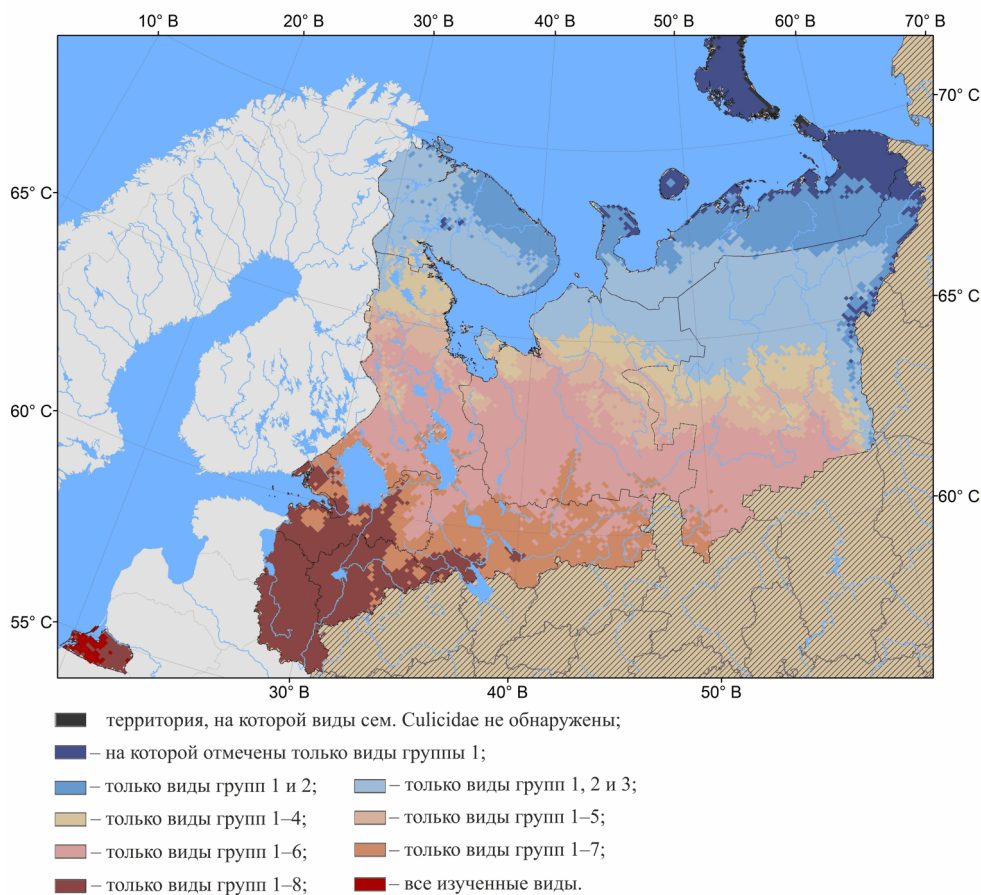 10° В 20° В 30° В 40° В 50° В 60° В 70° В
70° С
65° С
65° С
60° С
60° С
55° С
30° В 40° В 50° В
территория, на которой виды сем. Culicidae не обнаружены;
– на которой отмечены только виды группы 1;
– только виды групп 1 и 2; – только виды групп 1, 2 и 3;
– только виды групп 1–4; – только виды групп 1–5;
– только виды групп 1–6; – только виды групп 1–7;
– только виды групп 1–8; – все изученные виды.